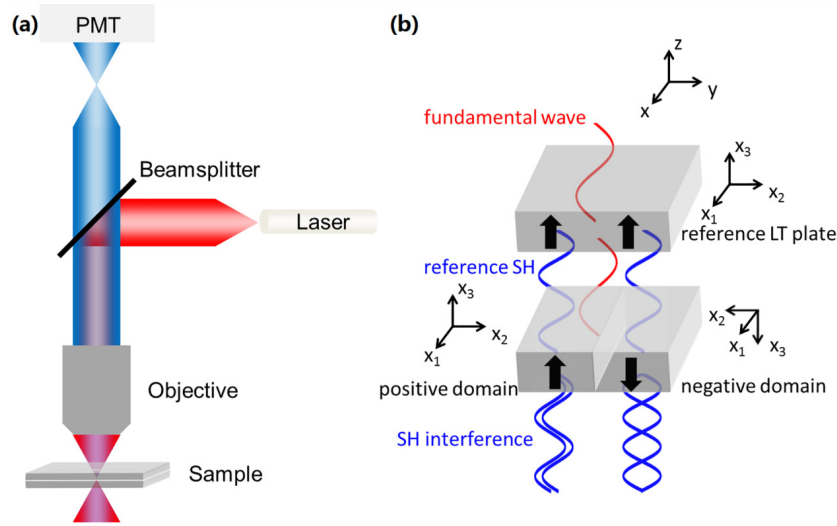 (a)
PMT
Beamsplitter
Laser
Objective
Sample
(b)
z
y
x
fundamental wave
x3
x2
x1
reference LT plate
reference SH
x3
x2
x1
x2
x1
x3
positive domain
negative domain
SH interference